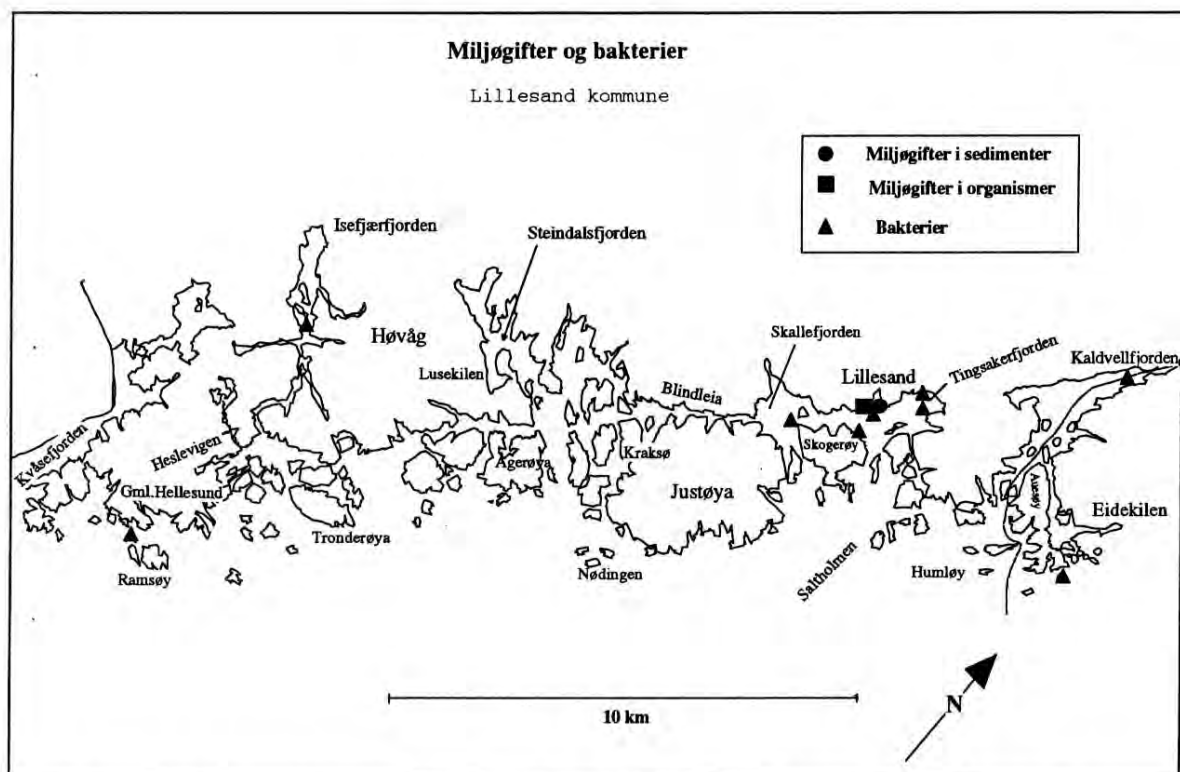 Miljøgifter og bakterier
Lillesand kommune
Miljøgifter i sedimenter
Miljøgifter i organismer
Bakterier
Isefjærfjorden
Steindalsfjorden
Høvåg
Skallefjorden
Tingsakerfjorden
Kaldvellfjorden
Lusekilen
Blindleia
Lillesand
Kvåsefjorden
Heslevigen
Ågerøya
Kraksø
Skogerøy
Gml.Hellesund
Justøya
Eidekilen
Tronderøya
Ramsøy
Nødingen
Saltholmen
Humløy
10 km
N